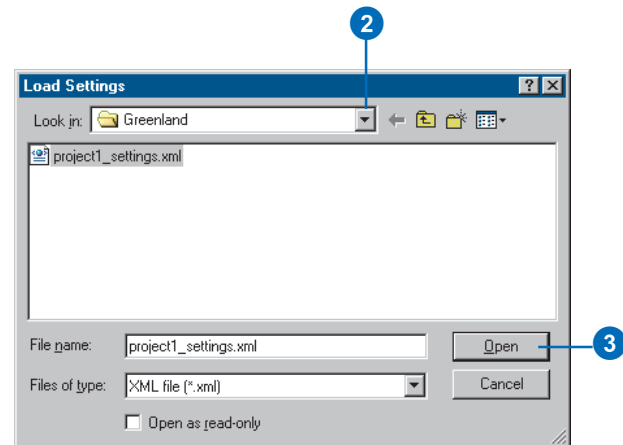 2
Load Settings
Look in: Greenland
project1_settings.xml
File name: project1_settings.xml Open 3
Files of type: XML file (*.xml) Cancel
Open as read-only